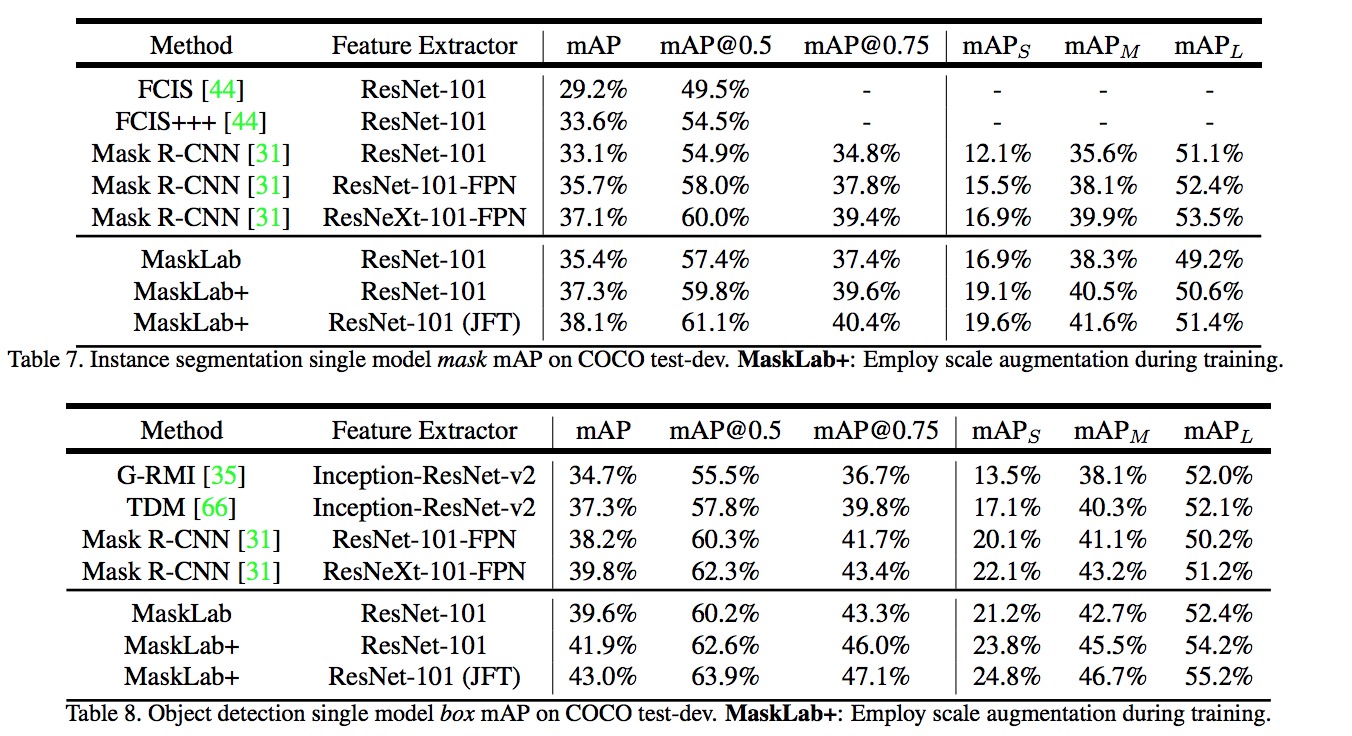 Method Feature Extractor mAP mAP@0.5 mAP@0.75 mAP_S mAP_M mAP_L
FCIS [44] ResNet-101 29.2% 49.5% - - - -
FCIS+++ [44] ResNet-101 33.6% 54.5% - - - -
Mask R-CNN [31] ResNet-101 33.1% 54.9% 34.8% 12.1% 35.6% 51.1%
Mask R-CNN [31] ResNet-101-FPN 35.7% 58.0% 37.8% 15.5% 38.1% 52.4%
Mask R-CNN [31] ResNeXt-101-FPN 37.1% 60.0% 39.4% 16.9% 39.9% 53.5%
MaskLab ResNet-101 35.4% 57.4% 37.4% 16.9% 38.3% 49.2%
MaskLab+ ResNet-101 37.3% 59.8% 39.6% 19.1% 40.5% 50.6%
MaskLab+ ResNet-101 (JFT) 38.1% 61.1% 40.4% 19.6% 41.6% 51.4%
Table 7. Instance segmentation single model mask mAP on COCO test-dev. MaskLab+: Employ scale augmentation during training.
Method Feature Extractor mAP mAP@0.5 mAP@0.75 mAP_S mAP_M mAP_L
G-RMI [35] Inception-ResNet-v2 34.7% 55.5% 36.7% 13.5% 38.1% 52.0%
TDM [66] Inception-ResNet-v2 37.3% 57.8% 39.8% 17.1% 40.3% 52.1%
Mask R-CNN [31] ResNet-101-FPN 38.2% 60.3% 41.7% 20.1% 41.1% 50.2%
Mask R-CNN [31] ResNeXt-101-FPN 39.8% 62.3% 43.4% 22.1% 43.2% 51.2%
MaskLab ResNet-101 39.6% 60.2% 43.3% 21.2% 42.7% 52.4%
MaskLab+ ResNet-101 41.9% 62.6% 46.0% 23.8% 45.5% 54.2%
MaskLab+ ResNet-101 (JFT) 43.0% 63.9% 47.1% 24.8% 46.7% 55.2%
Table 8. Object detection single model box mAP on COCO test-dev. MaskLab+: Employ scale augmentation during training.